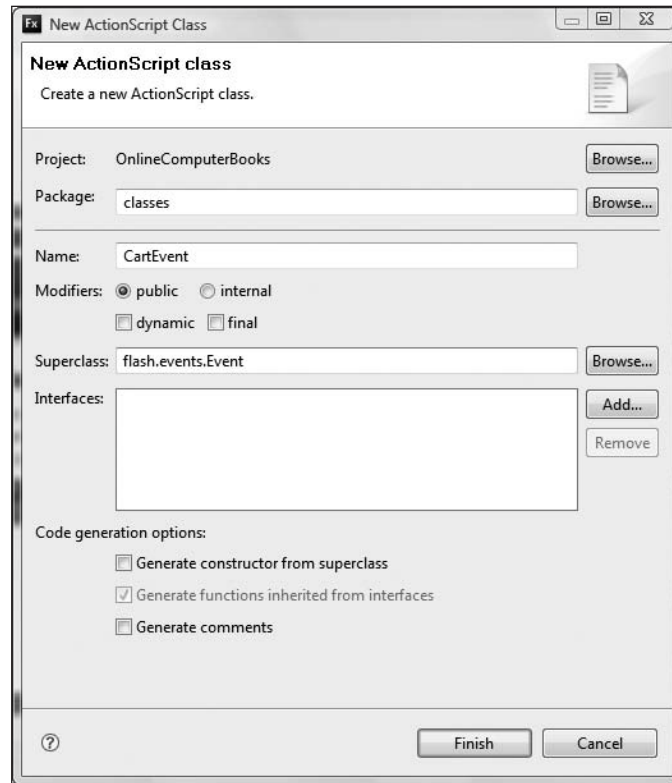 Fx New ActionScript Class
New ActionScript class
Create a new ActionScript class.
Project: OnlineComputerBooks Browse...
Package: classes Browse...
Name: CartEvent
Modifiers: public internal
dynamic final
Superclass: flash.events.Event Browse...
Interfaces: Add...
Remove
Code generation options:
Generate constructor from superclass
Generate functions inherited from interfaces
Generate comments
? Finish Cancel